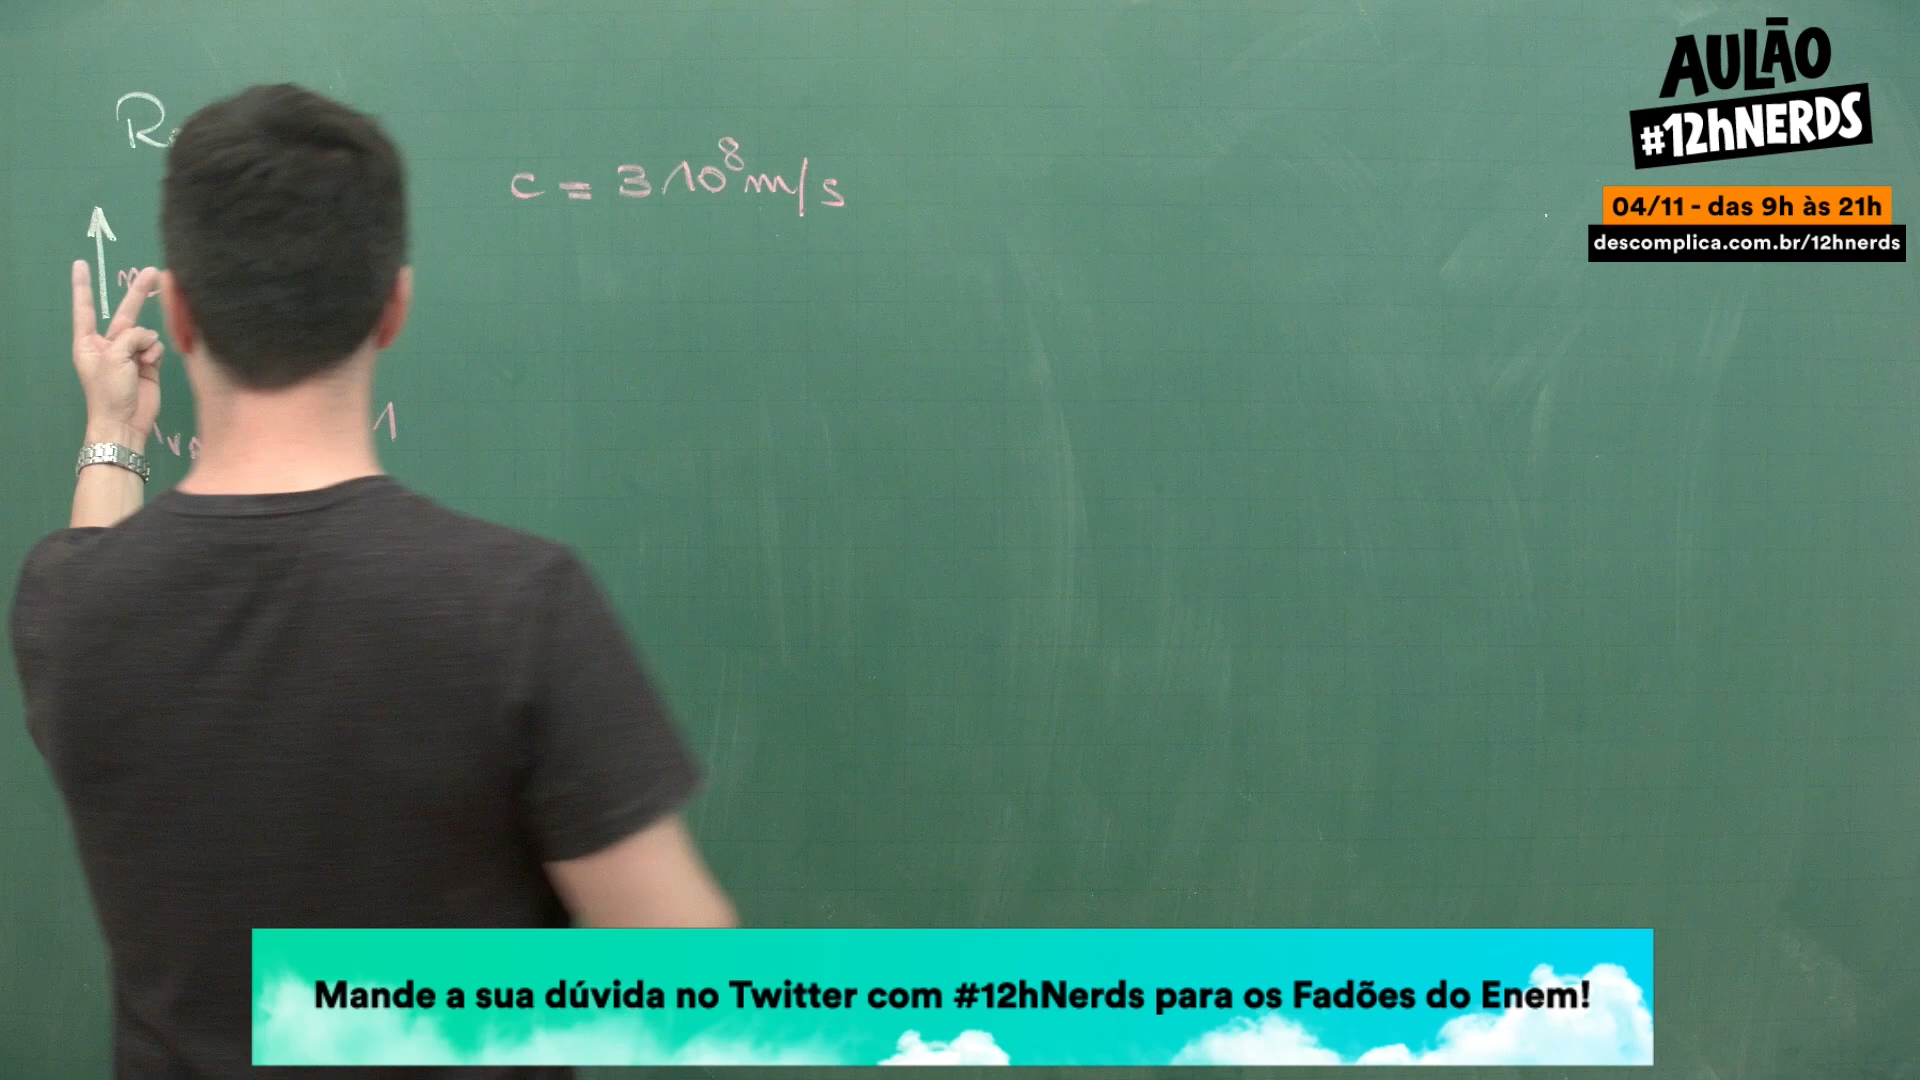 AULÃO
#12hNERDS
04/11 - das 9h às 21h
descomplica.com.br/12hnerds
c = 3 10⁸ m/s
1
Mande a sua dúvida no Twitter com #12hNerds para os Fadões do Enem!